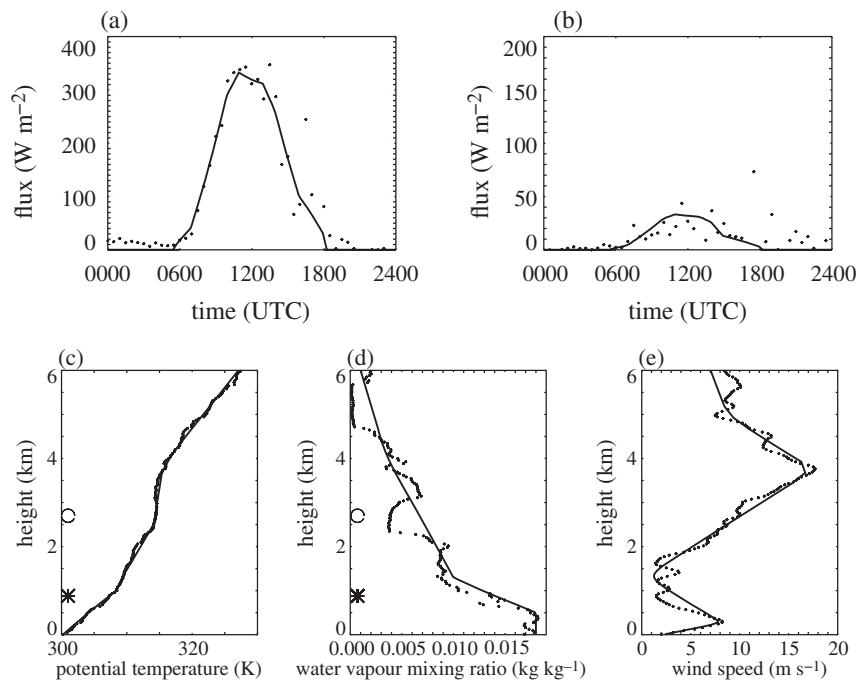 (a)
(b)
400
300
200
100
0
flux (W m⁻²)
0000 0600 1200 1800 2400
time (UTC)
200
150
100
50
0
flux (W m⁻²)
0000 0600 1200 1800 2400
time (UTC)
(c)
(d)
(e)
6
4
2
0
height (km)
300 320
potential temperature (K)
6
4
2
0
height (km)
0.000 0.005 0.010 0.015
water vapour mixing ratio (kg kg⁻¹)
6
4
2
0
height (km)
0 5 10 15 20
wind speed (m s⁻¹)